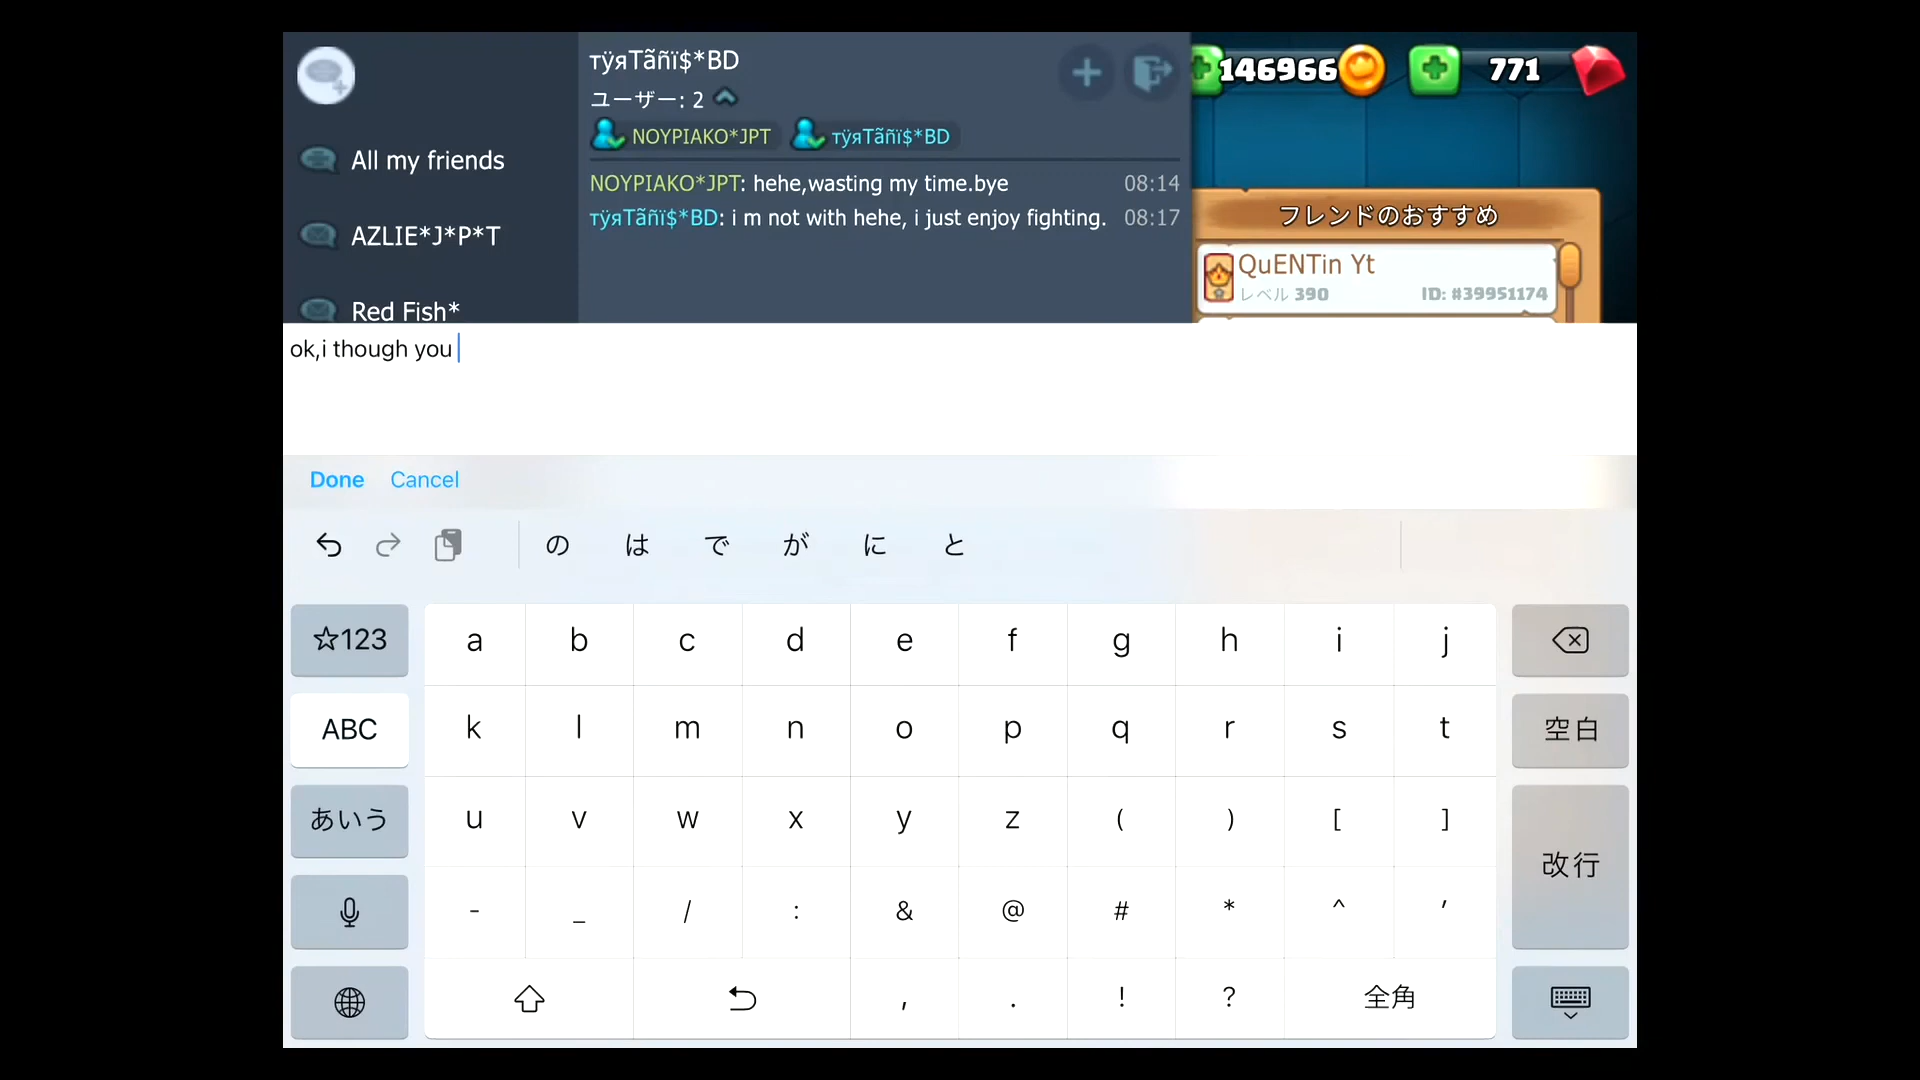 тÿяTãñï$*BD
ユーザー: 2
NOYPIAKO*JPT тÿяTãñï$*BD
NOYPIAKO*JPT: hehe,wasting my time.bye 08:14
тÿяTãñï$*BD: i m not with hehe, i just enjoy fighting. 08:17
All my friends
AZLIE*J*P*T
Red Fish*
146966 771
フレンドのおすすめ
QuENTin Yt
レベル 390 ID: #39951174
ok,i though you
Done Cancel
の は で が に と
☆123 a b c d e f g h i j
ABC k l m n o p q r s t 空白
あいう u v w x y z ( ) [ ] 改行
- _ / : & @ # * ^ ′
, . ! ? 全角